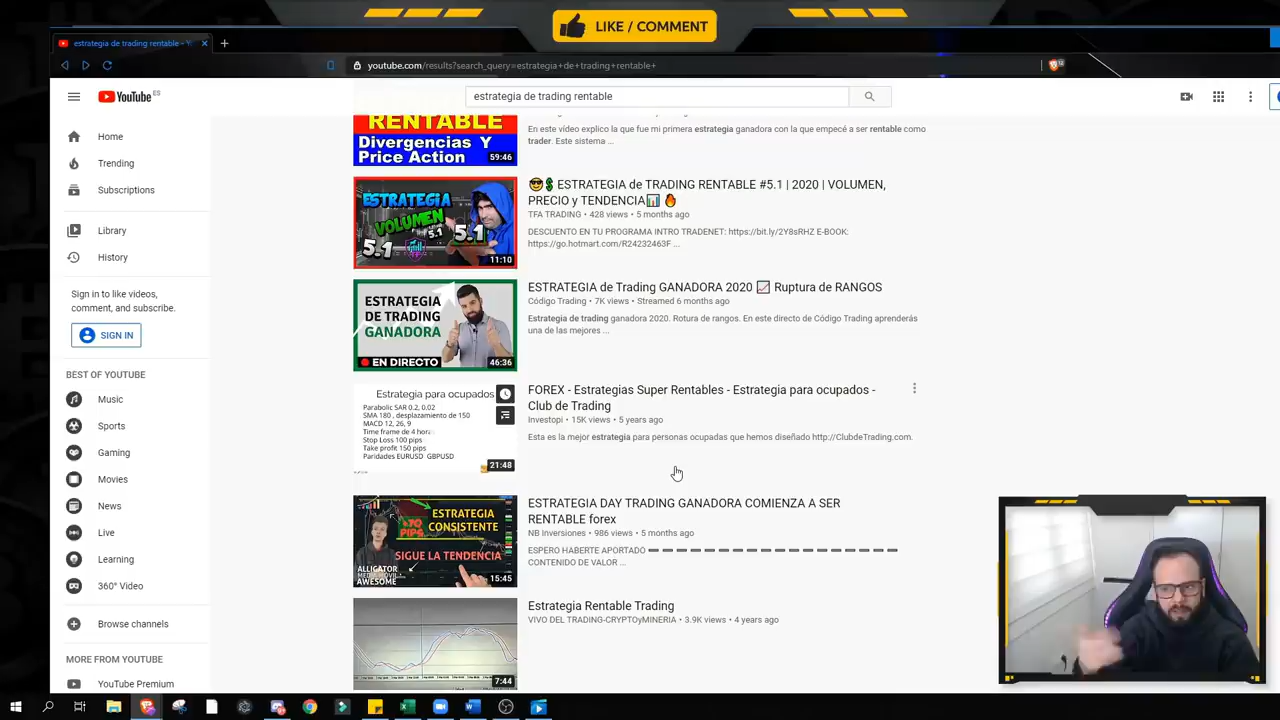 LIKE / COMMENT
estrategia de trading rentable - Y
youtube.com/results?search_query=estrategia+de+trading+rentable+
YouTube ES
estrategia de trading rentable
Home
Trending
Subscriptions
Library
History
Sign in to like videos,
comment, and subscribe.
SIGN IN
BEST OF YOUTUBE
Music
Sports
Gaming
Movies
News
Live
Learning
360° Video
Browse channels
MORE FROM YOUTUBE
YouTube Premium
RENTABLE
Divergencias Y
Price Action
59:46
En este vídeo explico la que fue mi primera estrategia ganadora con la que empecé a ser rentable como
trader. Este sistema ...
ESTRATEGIA
VOLUMEN
5.1
5.1
5.1
11:10
😎💲 ESTRATEGIA de TRADING RENTABLE #5.1 | 2020 | VOLUMEN,
PRECIO y TENDENCIA📊 🔥
TFA TRADING • 428 views • 5 months ago
DESCUENTO EN TU PROGRAMA INTRO TRADENET: https://bit.ly/2Y8sRHZ E-BOOK:
https://go.hotmart.com/R24232463F ...
ESTRATEGIA
DE TRADING
GANADORA
EN DIRECTO
46:36
ESTRATEGIA de Trading GANADORA 2020 📈 Ruptura de RANGOS
Código Trading • 7K views • Streamed 6 months ago
Estrategia de trading ganadora 2020. Rotura de rangos. En este directo de Código Trading aprenderás
una de las mejores ...
Estrategia para ocupados
Parabolic SAR 0.2, 0.02
SMA 180 , desplazamiento de 150
MACD 12, 26, 9
Time frame de 4 horas
Stop Loss 100 pips
Take profit 150 pips
Paridades EURUSD GBPUSD
21:48
FOREX - Estrategias Super Rentables - Estrategia para ocupados -
Club de Trading
Investopi • 15K views • 5 years ago
Esta es la mejor estrategia para personas ocupadas que hemos diseñado http://ClubdeTrading.com.
ESTRATEGIA
CONSISTENTE
+70
PIPS
SIGUE LA TENDENCIA
ALLIGATOR
MEDIA MÓVIL
AWESOME
15:45
ESTRATEGIA DAY TRADING GANADORA COMIENZA A SER
RENTABLE forex
NB Inversiones • 986 views • 5 months ago
ESPERO HABERTE APORTADO ➖➖➖➖➖➖➖➖➖➖➖➖➖➖➖➖➖➖
CONTENIDO DE VALOR ...
7:44
Estrategia Rentable Trading
VIVO DEL TRADING-CRYPTOyMINERIA • 3.9K views • 4 years ago